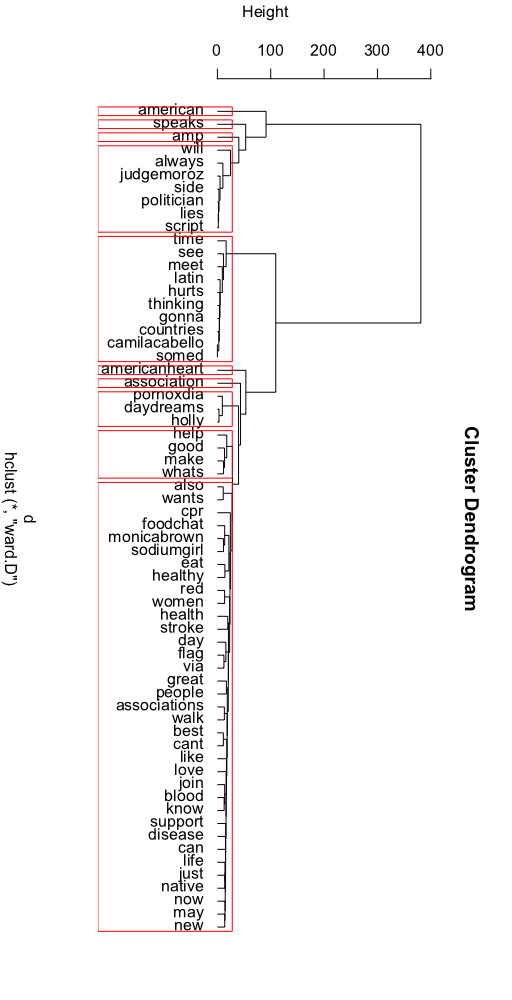 Height
0 100 200 300 400
american
speaks
amp
will
always
judgemoroz
side
politician
lies
script
time
see
meet
latin
hurts
thinking
gonna
countries
camilacabello
somed
americanheart
association
pornoxdia
daydreams
holly
help
good
make
whats
also
wants
cpr
foodchat
monicabrown
sodiumgirl
eat
healthy
red
women
health
stroke
day
flag
via
great
people
associations
walk
best
cant
like
love
join
blood
know
support
disease
can
life
just
native
now
may
new
Cluster Dendrogram
d
hclust (*, "ward.D")